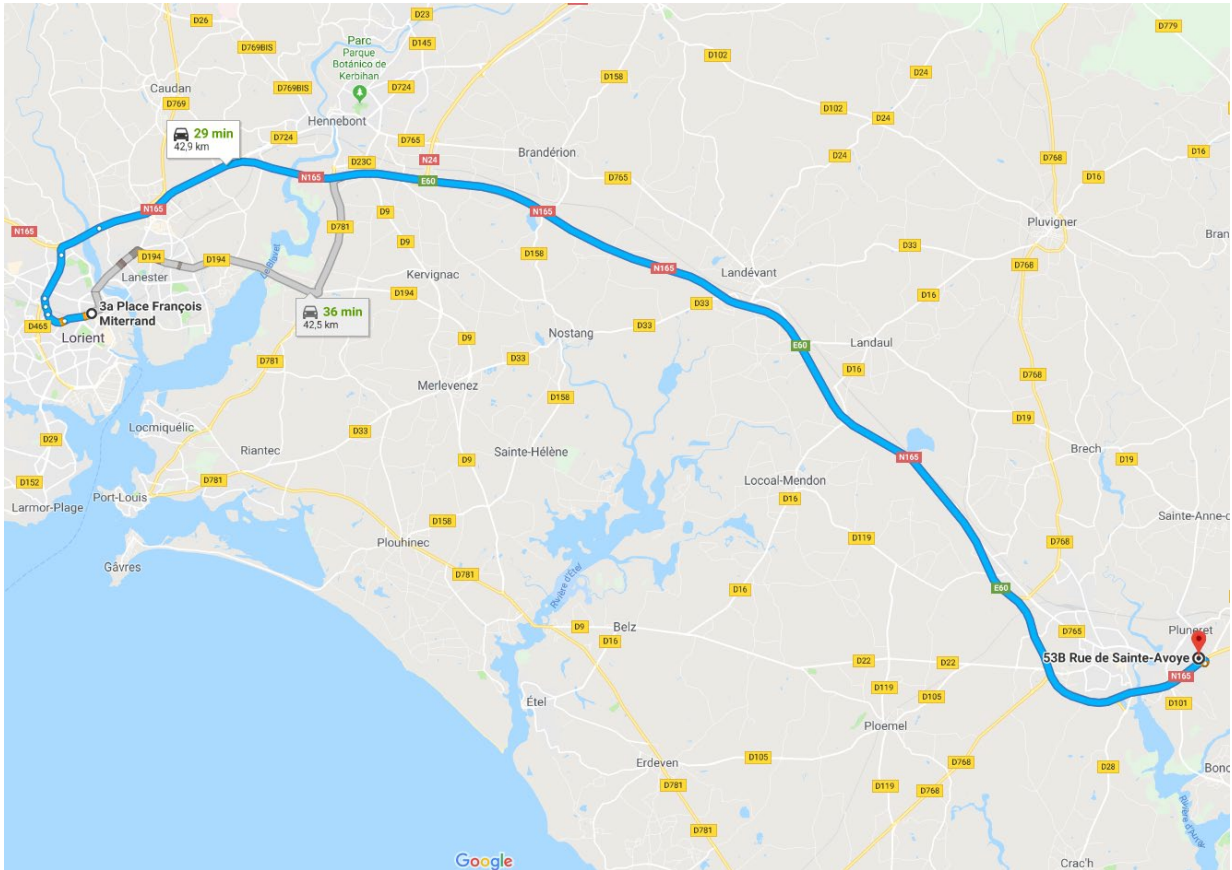 D23
D779
D26
Parc
Parque
Botánico de
Kerbihan
D145
D769BIS
D102
D158
D24
Caudan
D769
D769BIS
D724
D102
D24
Hennebont
29 min
42,9 km
D724
D765
D16
N24
Brandérion
D24
D768
D23C
N165
E60
D765
D16
N165
D9
N165
Pluvigner
D781
N165
D9
D158
D33
Bran
D194
Le Blavet
Lanester
D194
Kervignac
N165
Landévant
D768
3a Place François
Miterrand
36 min
42,5 km
D194
D16
D465
Lorient
D9
Nostang
D33
D33
E60
Landaul
D781
D33
D16
Merlevenez
D768
D158
D19
Locmiquélic
D33
D29
Riantec
Sainte-Hélène
Brech
D9
N165
D19
D152
D781
Locoal-Mendon
Larmor-Plage
Port-Louis
D16
D158
Sainte-Anne-d
Plouhinec
D119
D768
Gâvres
D781
Rivière d'Étel
D16
E60
D9
Belz
D765
Pluneret
D16
D22
D22
53B Rue de Sainte-Avoye
N165
D119
D105
Étel
D101
Ploemel
Erdeven
D105
D768
D28
Bono
D781
D119
D768
D781
Crac'h
Google